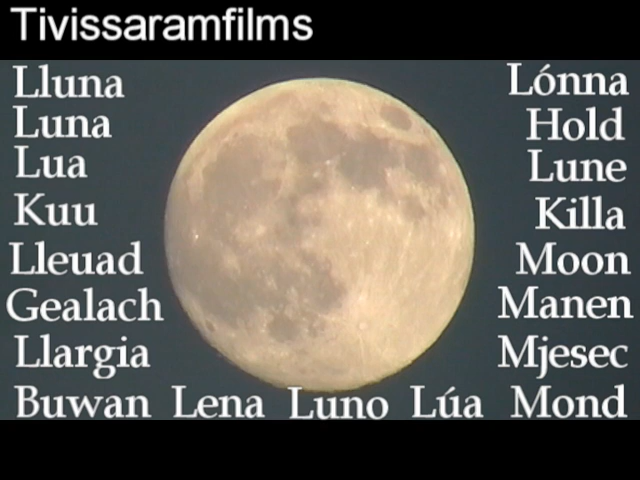 Tivissaramfilms
Lluna
Luna
Lua
Kuu
Lleuad
Gealach
Llargia
Lónna
Hold
Lune
Killa
Moon
Manen
Mjesec
Buwan Lena Luno Lúa Mond